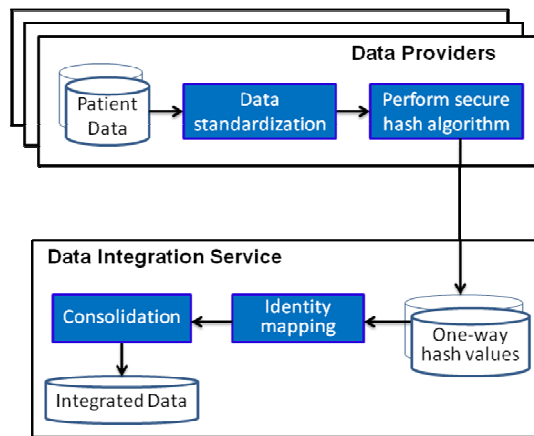 Data Providers
Patient
Data
Data
standardization
Perform secure
hash algorithm
Data Integration Service
Consolidation
Identity
mapping
One-way
hash values
Integrated Data